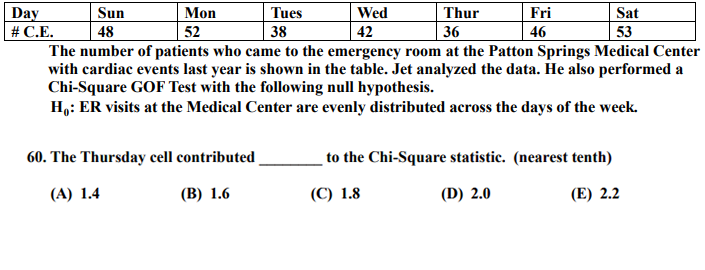 Day Sun Mon Tues Wed Thur Fri Sat
# C.E. 48 52 38 42 36 46 53
The number of patients who came to the emergency room at the Patton Springs Medical Center
with cardiac events last year is shown in the table. Jet analyzed the data. He also performed a
Chi-Square GOF Test with the following null hypothesis.
H₀: ER visits at the Medical Center are evenly distributed across the days of the week.
60. The Thursday cell contributed ________ to the Chi-Square statistic. (nearest tenth)
(A) 1.4 (B) 1.6 (C) 1.8 (D) 2.0 (E) 2.2